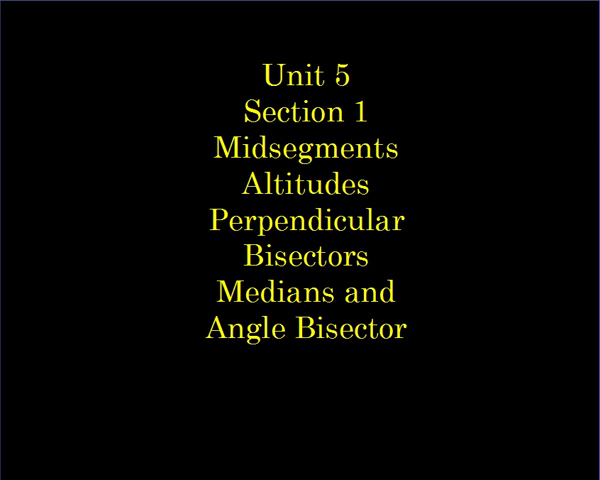 Unit 5
Section 1
Midsegments
Altitudes
Perpendicular
Bisectors
Medians and
Angle Bisector